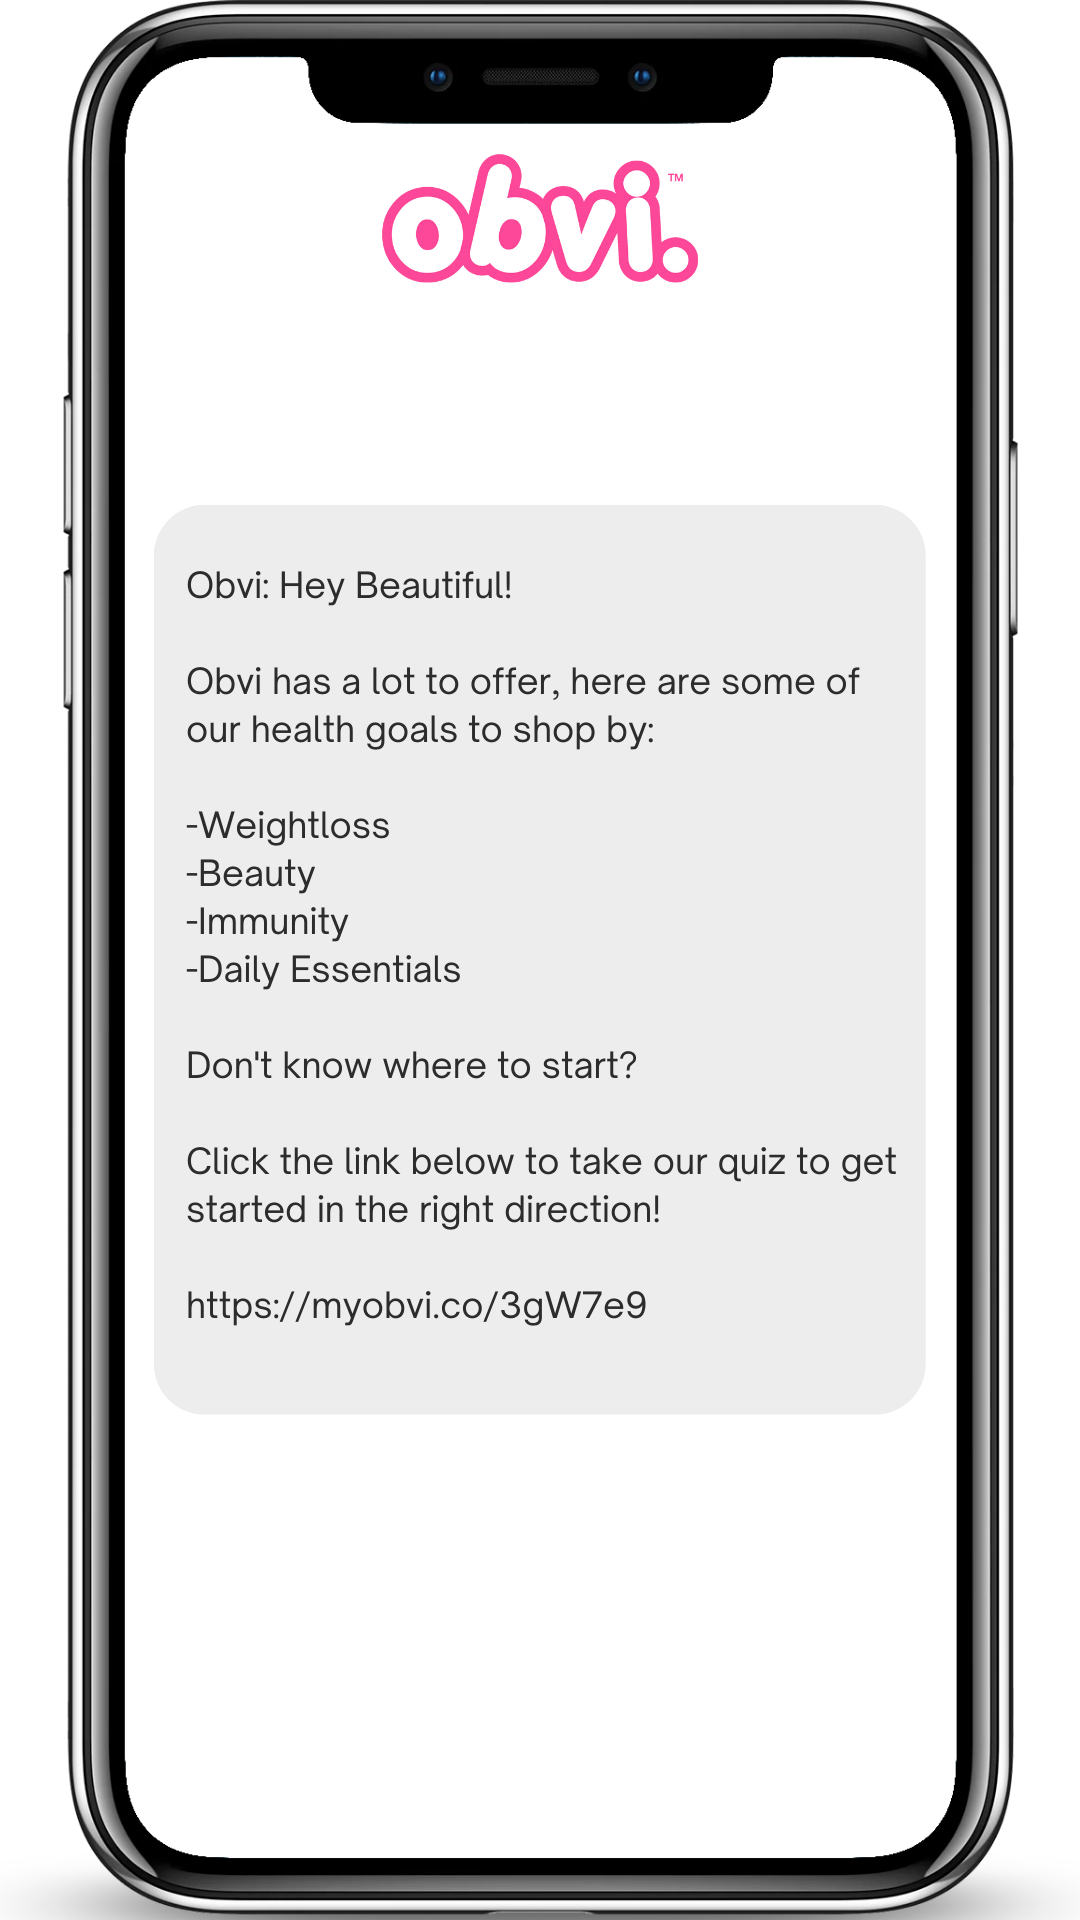 obvi.™
Obvi: Hey Beautiful!
Obvi has a lot to offer, here are some of
our health goals to shop by:
-Weightloss
-Beauty
-Immunity
-Daily Essentials
Don't know where to start?
Click the link below to take our quiz to get
started in the right direction!
https://myobvi.co/3gW7e9